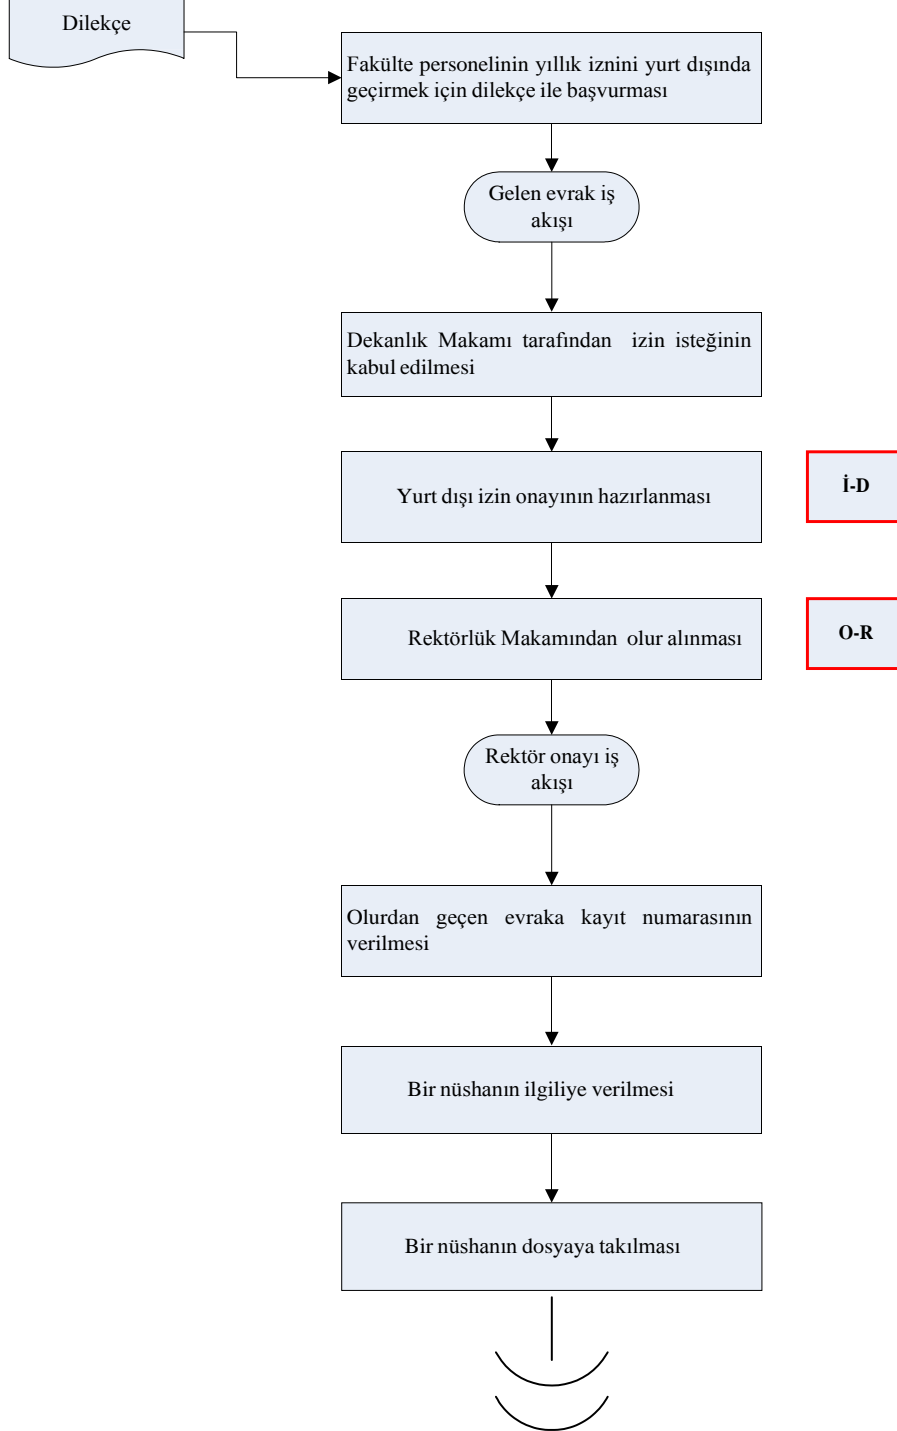 Dilekçe
Fakülte personelinin yıllık iznini yurt dışında
geçirmek için dilekçe ile başvurması
Gelen evrak iş
akışı
Dekanlık Makamı tarafından izin isteğinin
kabul edilmesi
Yurt dışı izin onayının hazırlanması
İ-D
Rektörlük Makamından olur alınması
O-R
Rektör onayı iş
akışı
Olurdan geçen evraka kayıt numarasının
verilmesi
Bir nüshanın ilgiliye verilmesi
Bir nüshanın dosyaya takılması